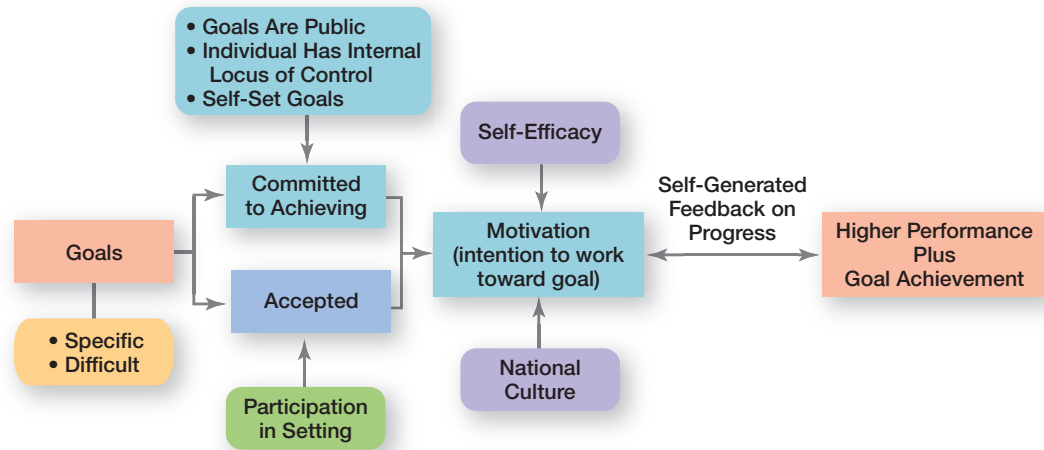 • Goals Are Public
• Individual Has Internal
Locus of Control
• Self-Set Goals
Self-Efficacy
Committed
to Achieving
Self-Generated
Feedback on
Progress
Goals
Motivation
(intention to work
toward goal)
Higher Performance
Plus
Goal Achievement
Accepted
• Specific
• Difficult
National
Culture
Participation
in Setting